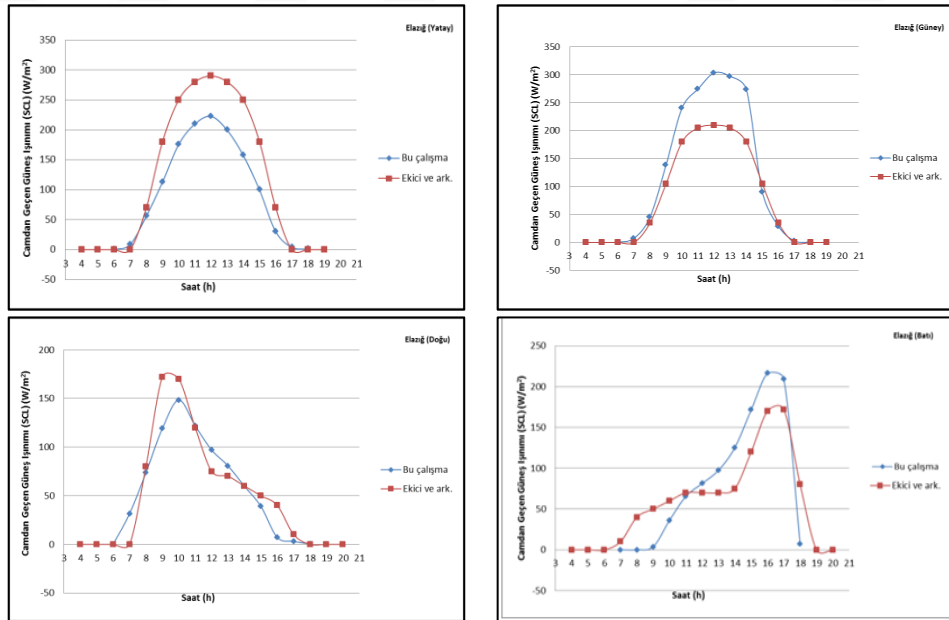 Elazığ (Yatay)
Camdan Geçen Güneş Işınımı (SCL) (W/m²)
350
300
250
200
150
100
50
0
-50
3 4 5 6 7 8 9 10 11 12 13 14 15 16 17 18 19 20 21
Saat (h)
Bu çalışma
Ekici ve ark.
Elazığ (Güney)
Camdan Geçen Güneş Işınımı (SCL) (W/m²)
350
300
250
200
150
100
50
0
-50
3 4 5 6 7 8 9 10 11 12 13 14 15 16 17 18 19 20 21
Saat (h)
Bu çalışma
Ekici ve ark.
Elazığ (Doğu)
Camdan Geçen Güneş Işınımı (SCL) (W/m²)
200
150
100
50
0
-50
3 4 5 6 7 8 9 10 11 12 13 14 15 16 17 18 19 20 21
Saat (h)
Bu çalışma
Ekici ve ark.
Elazığ (Batı)
Camdan Geçen Güneş Işınımı (SCL) (W/m²)
250
200
150
100
50
0
-50
3 4 5 6 7 8 9 10 11 12 13 14 15 16 17 18 19 20 21
Saat (h)
Bu çalışma
Ekici ve ark.